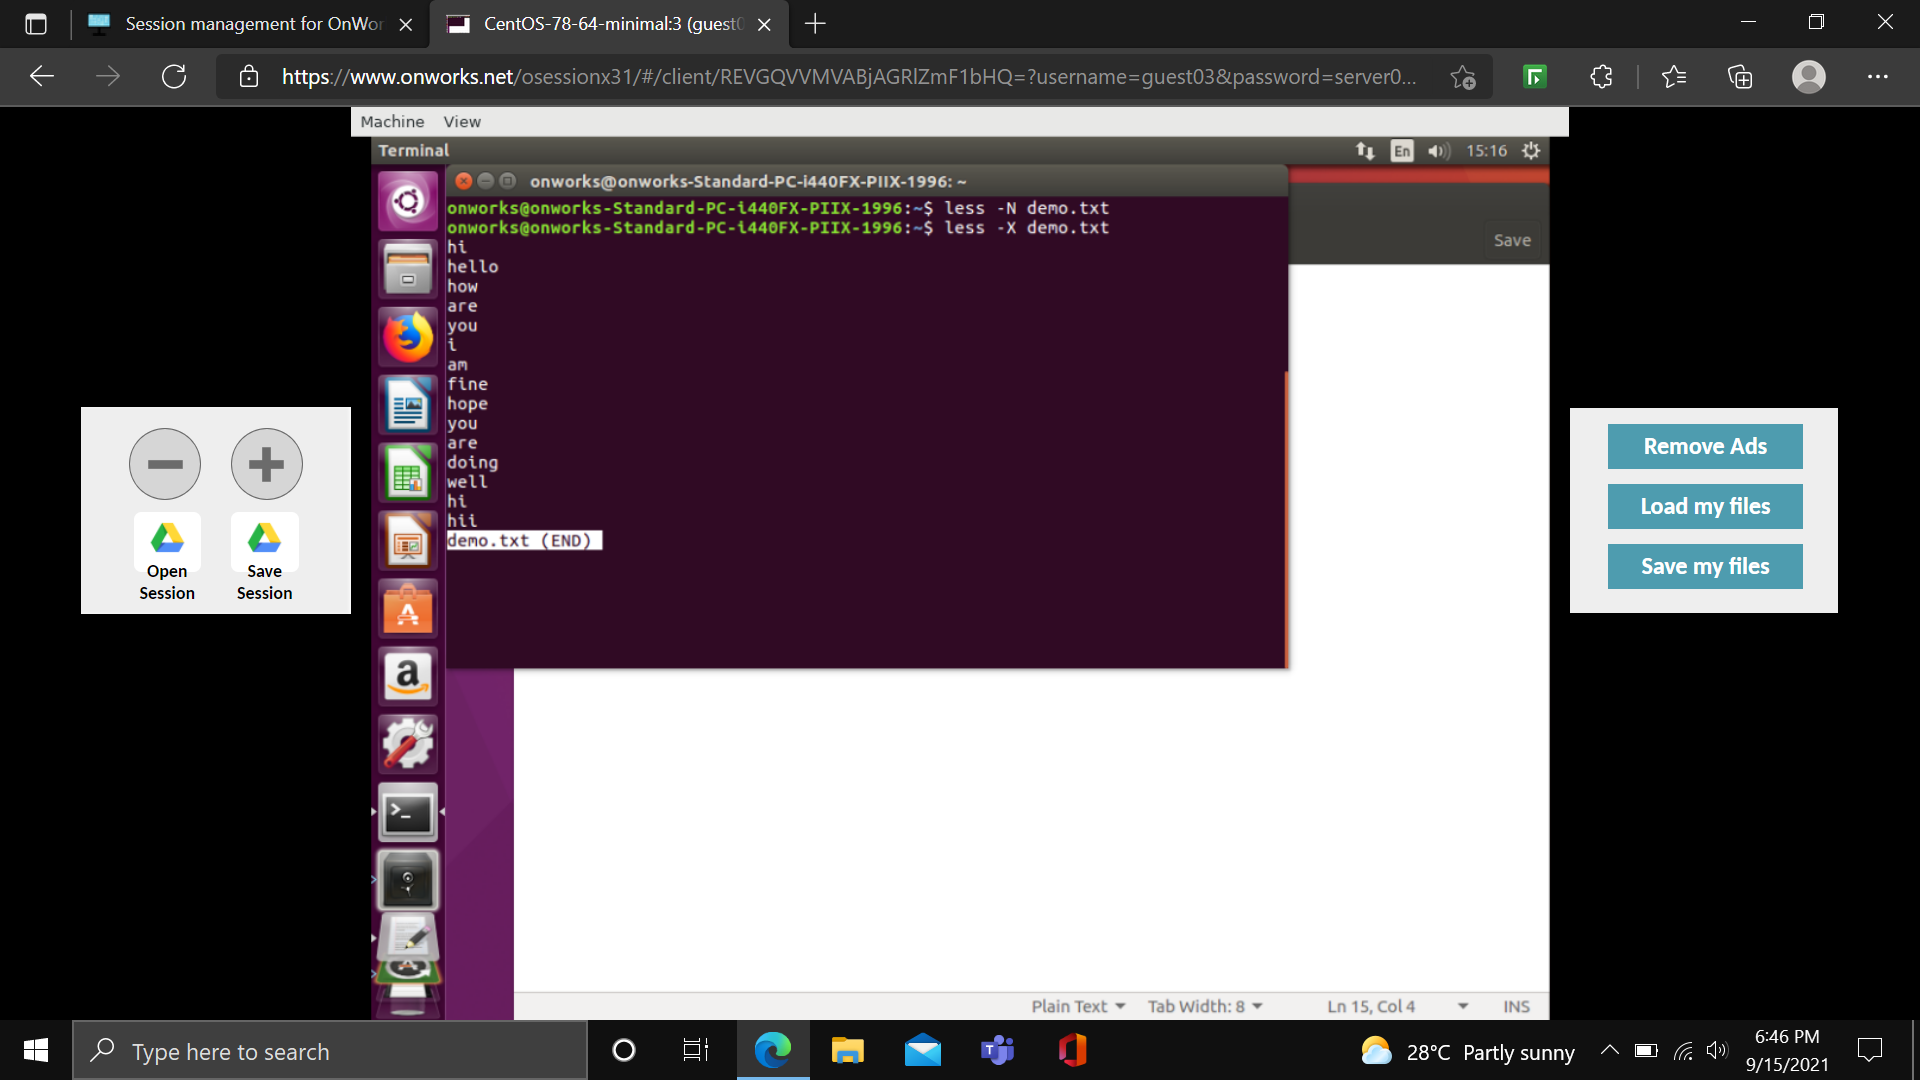 Session management for OnWor
CentOS-78-64-minimal:3 (guest0
https://www.onworks.net/osessionx31/#/client/REVGQVVMVABjAGRlZmF1bHQ=?username=guest03&password=server0...
Machine View
Terminal
En
15:16
onworks@onworks-Standard-PC-i440FX-PIIX-1996: ~
onworks@onworks-Standard-PC-i440FX-PIIX-1996:~$ less -N demo.txt
onworks@onworks-Standard-PC-i440FX-PIIX-1996:~$ less -X demo.txt
hi
hello
how
are
you
i
am
fine
hope
you
are
doing
well
hi
hii
demo.txt (END)
Save
Open
Session
Save
Session
Remove Ads
Load my files
Save my files
Plain Text
Tab Width: 8
Ln 15, Col 4
INS
Type here to search
28°C Partly sunny
6:46 PM
9/15/2021